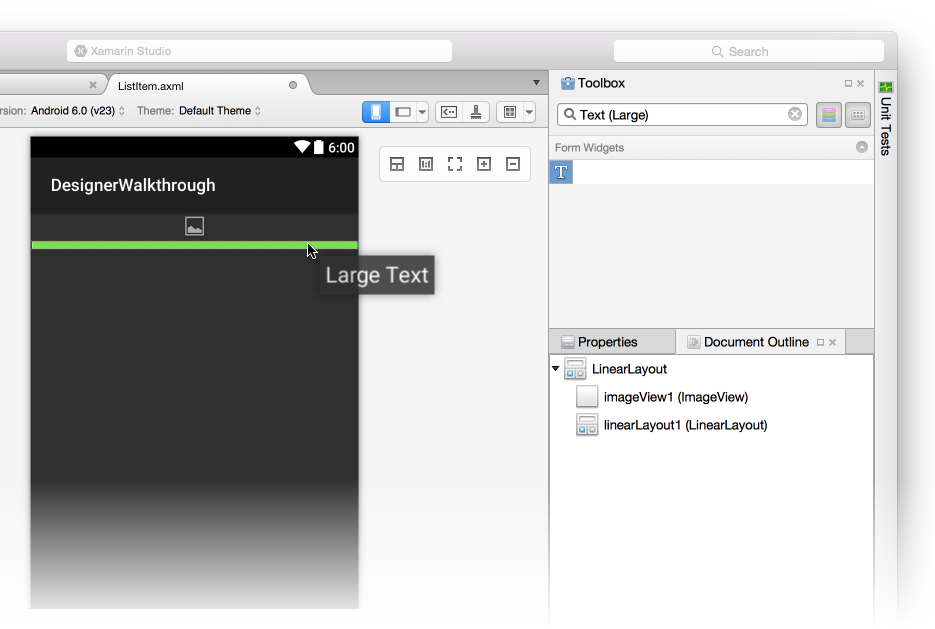 Xamarin Studio
Search
ListItem.axml
rsion: Android 6.0 (v23)
Theme: Default Theme
6:00
DesignerWalkthrough
Large Text
Toolbox
Text (Large)
Form Widgets
T
Properties
Document Outline
LinearLayout
imageView1 (ImageView)
linearLayout1 (LinearLayout)
Unit Tests